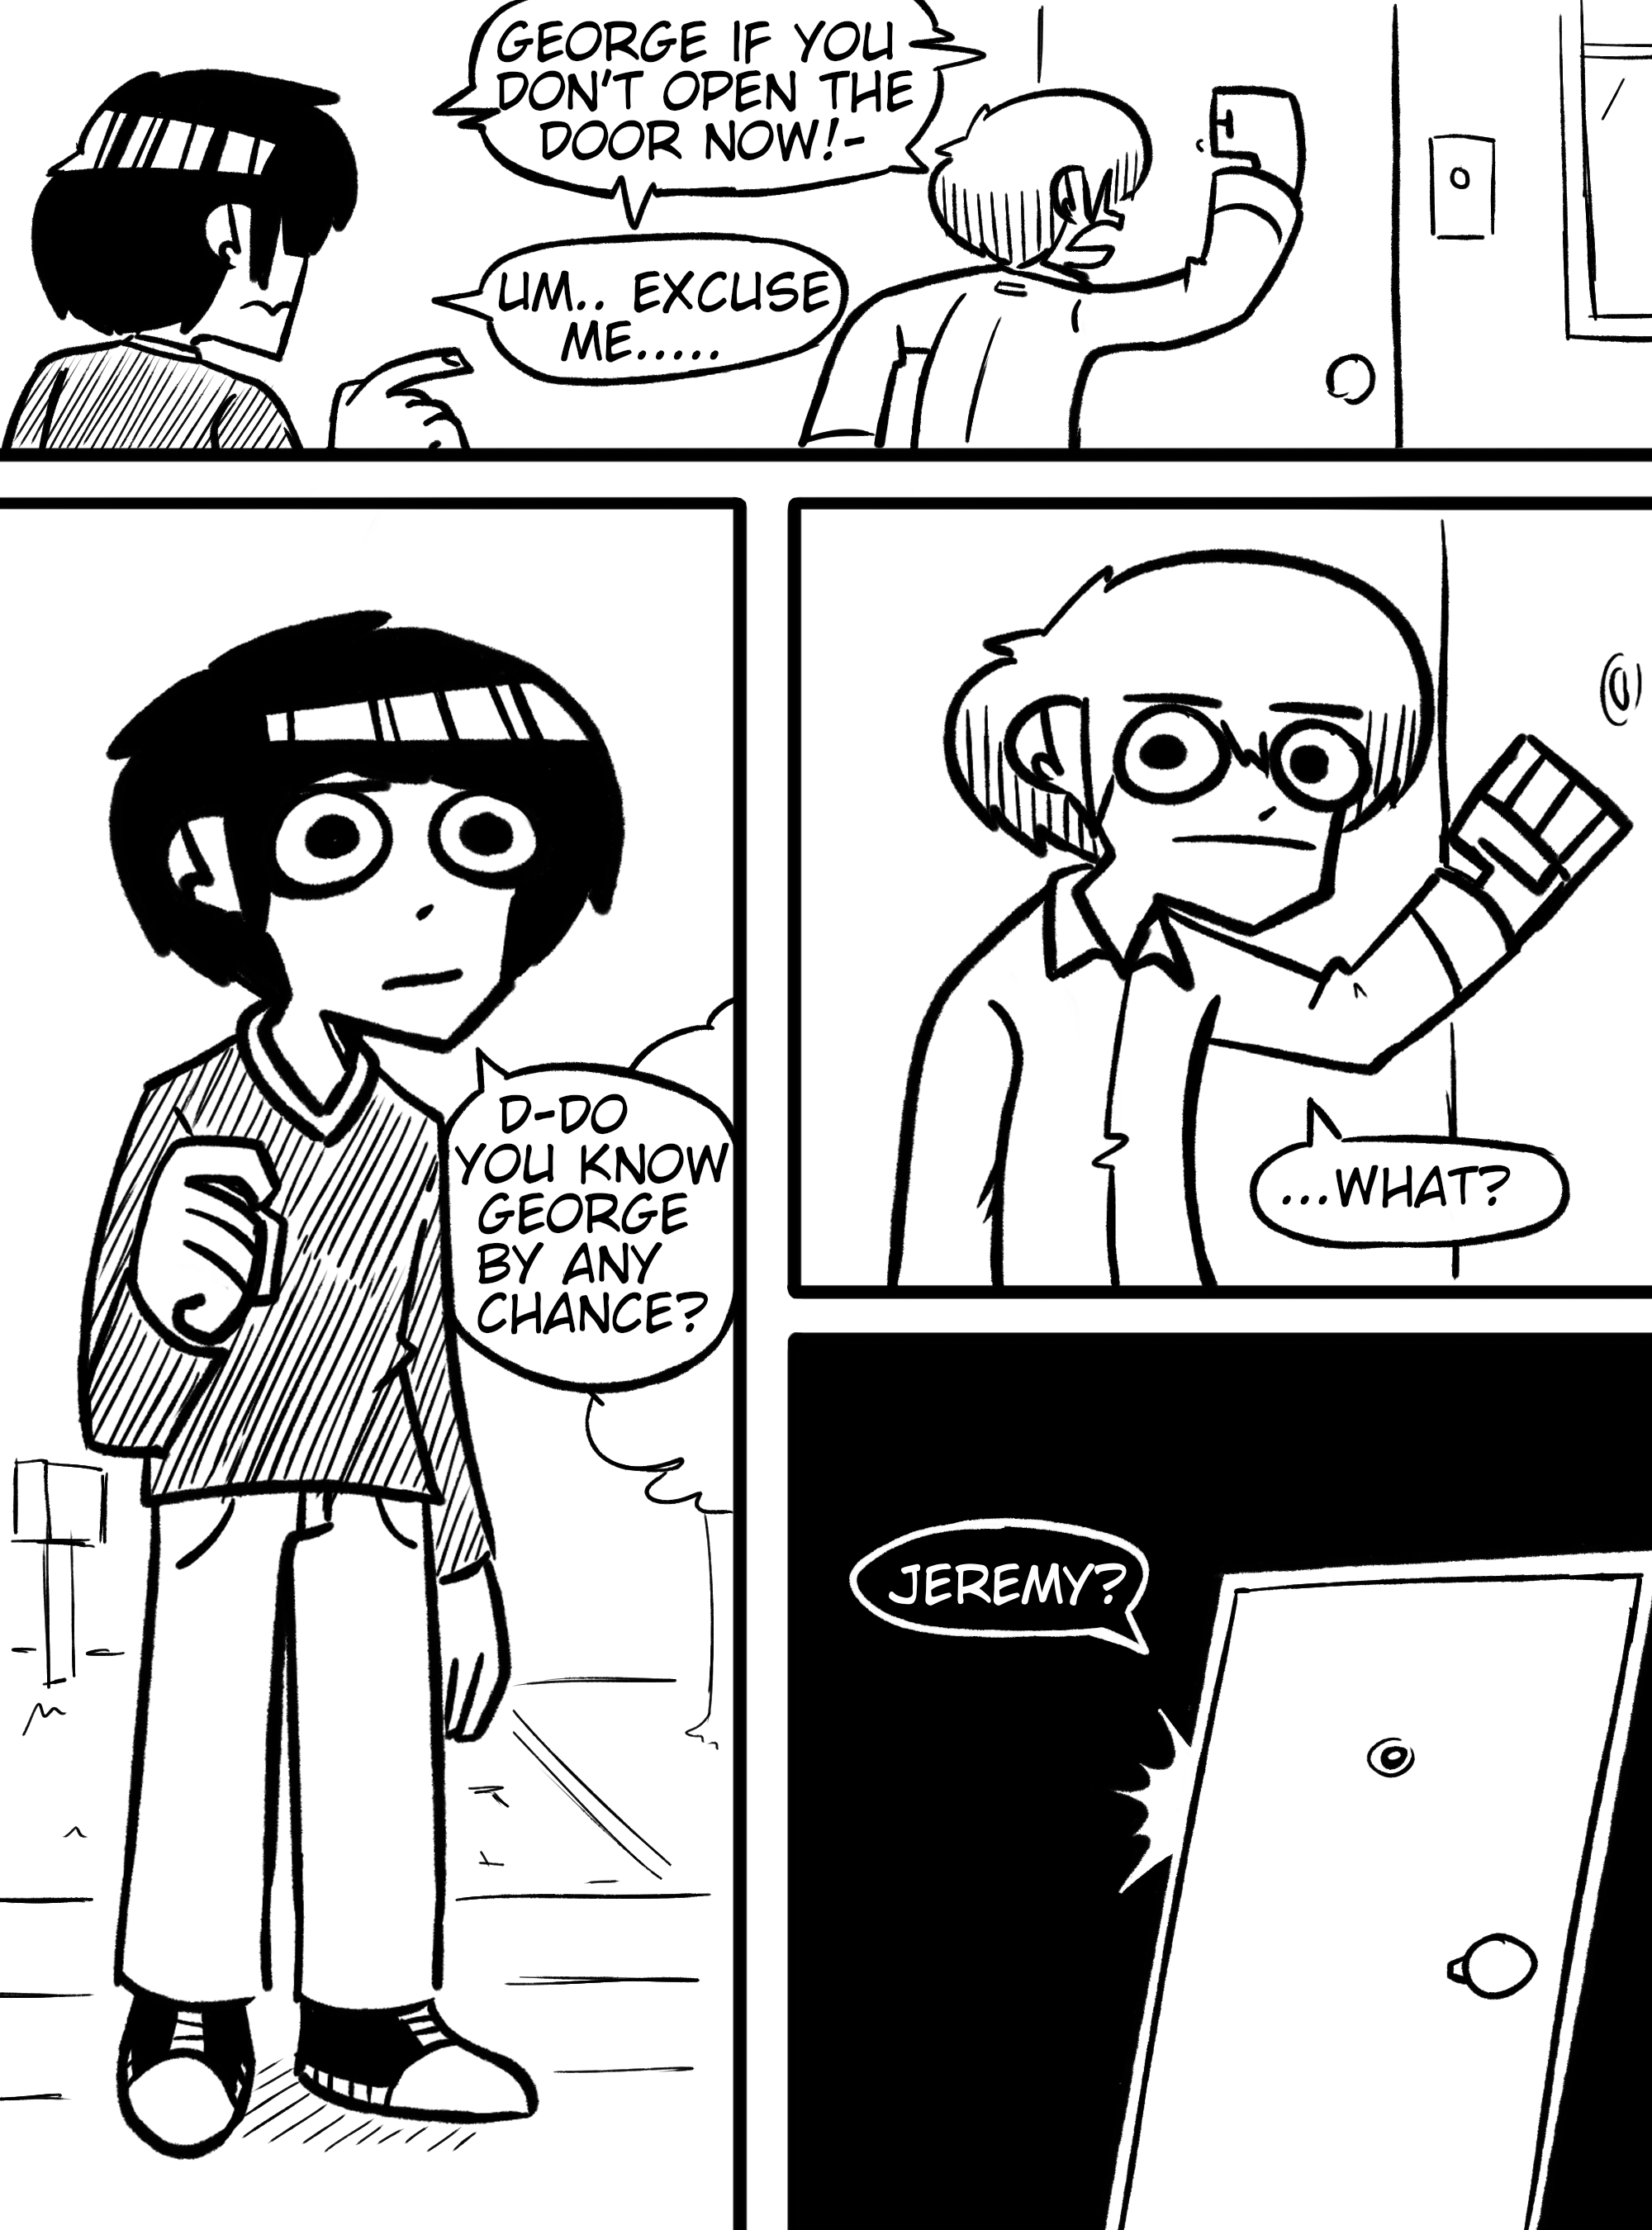 GEORGE IF YOU
DON'T OPEN THE
DOOR NOW!-
UM.. EXCUSE
ME.....
D-DO
YOU KNOW
GEORGE
BY ANY
CHANCE?
...WHAT?
JEREMY?